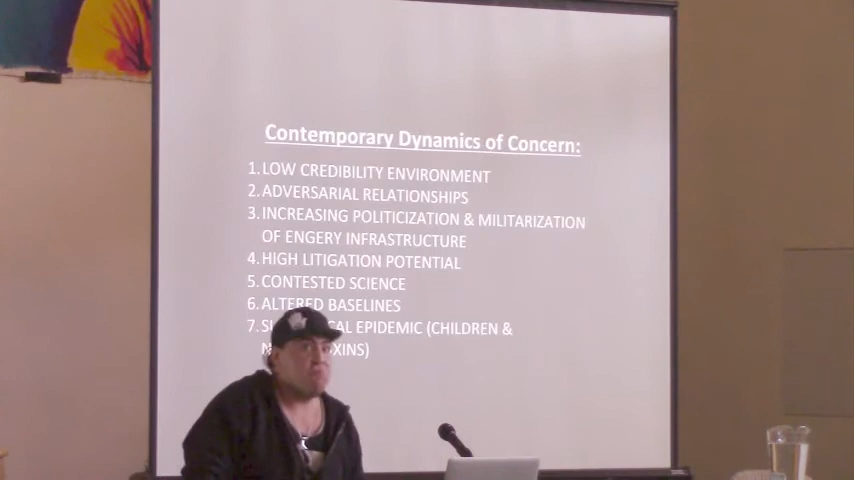 Contemporary Dynamics of Concern:
1. LOW CREDIBILITY ENVIRONMENT
2. ADVERSARIAL RELATIONSHIPS
3. INCREASING POLITICIZATION & MILITARIZATION
OF ENGERY INFRASTRUCTURE
4. HIGH LITIGATION POTENTIAL
5. CONTESTED SCIENCE
6. ALTERED BASELINES
7. EPIDEMIC (CHILDREN &